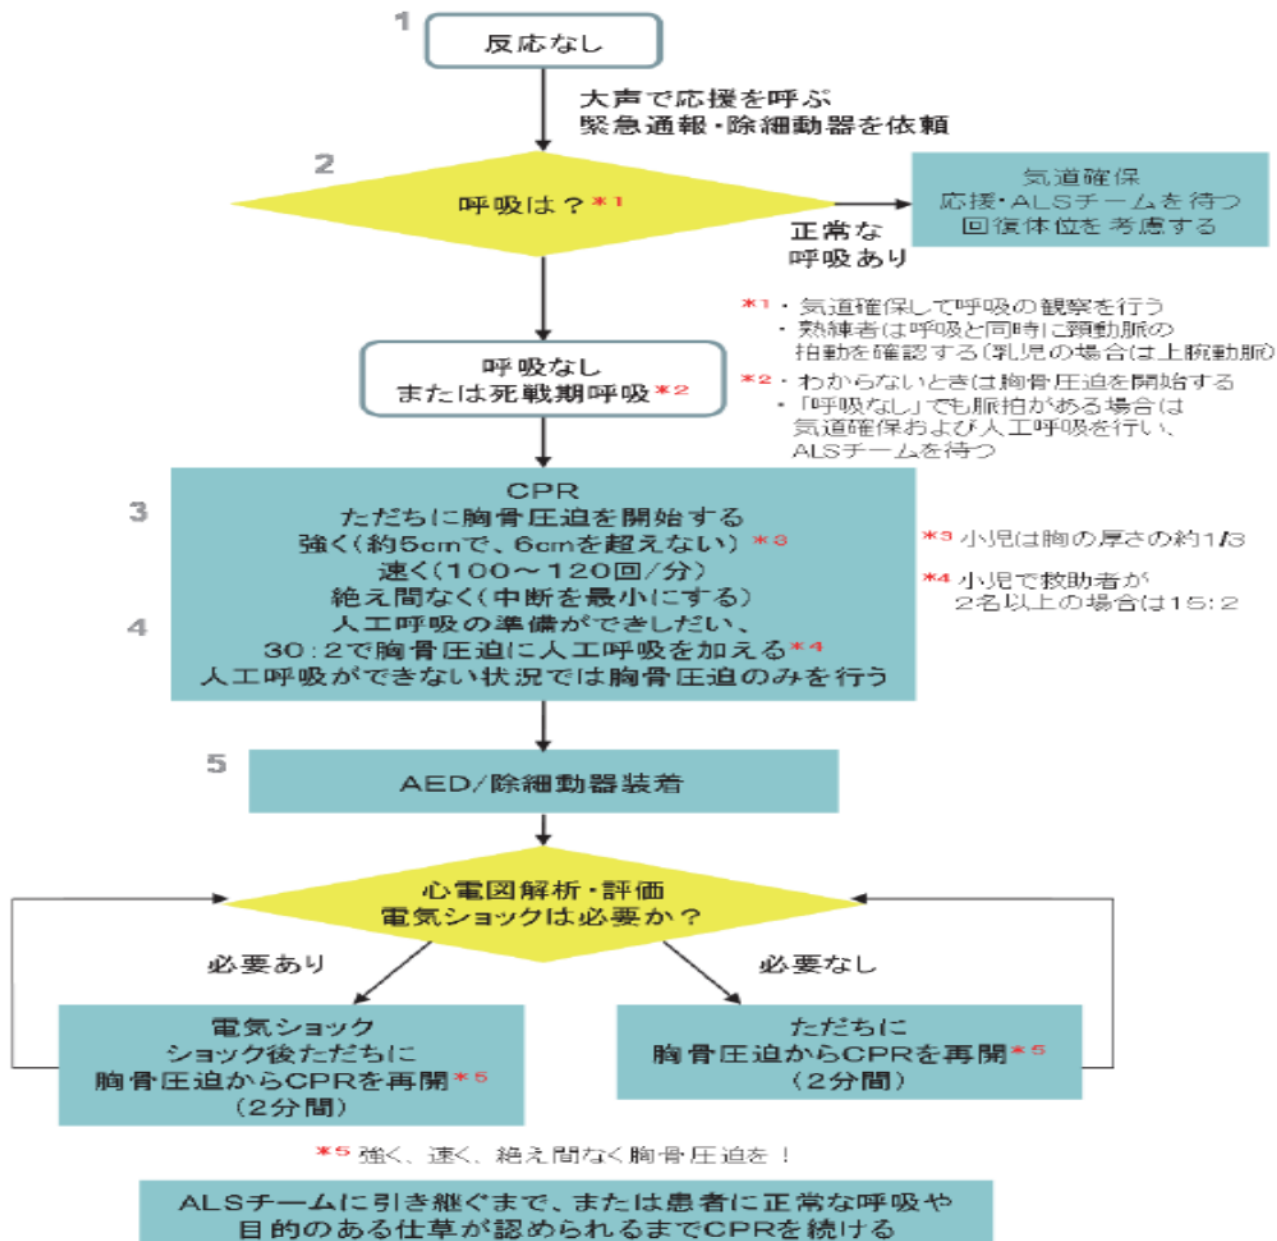 1
反応なし
大声で応援を呼ぶ
緊急通報・除細動器を依頼
2
呼吸は？*1
正常な
呼吸あり
気道確保
応援・ALSチームを待つ
回復体位を考慮する
*1・気道確保して呼吸の観察を行う
・熟練者は呼吸と同時に頸動脈の
拍動を確認する(乳児の場合は上腕動脈)
呼吸なし
または死戦期呼吸*2
*2・わからないときは胸骨圧迫を開始する
・「呼吸なし」でも脈拍がある場合は
気道確保および人工呼吸を行い、
ALSチームを待つ
3
CPR
ただちに胸骨圧迫を開始する
強く(約5cmで、6cmを超えない)*3
速く(100～120回/分)
絶え間なく(中断を最小にする)
4
人工呼吸の準備ができしだい、
30:2で胸骨圧迫に人工呼吸を加える*4
人工呼吸ができない状況では胸骨圧迫のみを行う
*3 小児は胸の厚さの約1/3
*4 小児で救助者が
2名以上の場合は15:2
5
AED/除細動器装着
心電図解析・評価
電気ショックは必要か？
必要あり
必要なし
電気ショック
ショック後ただちに
胸骨圧迫からCPRを再開*5
(2分間)
ただちに
胸骨圧迫からCPRを再開*5
(2分間)
*5 強く、速く、絶え間なく胸骨圧迫を！
ALSチームに引き継ぐまで、または患者に正常な呼吸や
目的のある仕草が認められるまでCPRを続ける